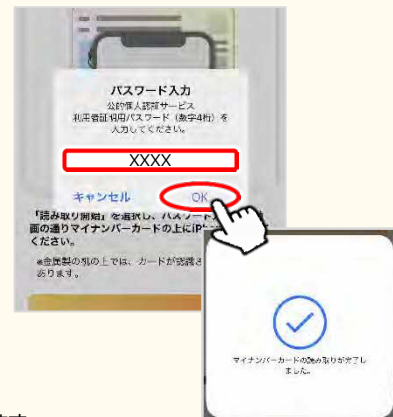 パスワード入力
公的個人認証サービス
利用者証明用パスワード（数字4桁）を
入力してください。
XXXX
キャンセル
OK
「読み取り開始」を選択し、パスワード
画の通りマイナンバーカードの上にiPh
ください。
※金属製の机の上では、カードが認識さ
あります。
マイナンバーカードの読み取りが完了し
ました。